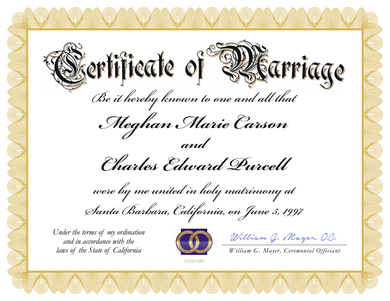 Certificate of Marriage
Be it hereby known to one and all that
Meghan Marie Carson
and
Charles Edward Purcell
were by me united in holy matrimony at
Santa Barbara, California, on June 5, 1997
Under the terms of my ordination
and in accordance with the
laws of the State of California
William G. Mayer, O.C.
William G. Mayer, Ceremonial Officiant